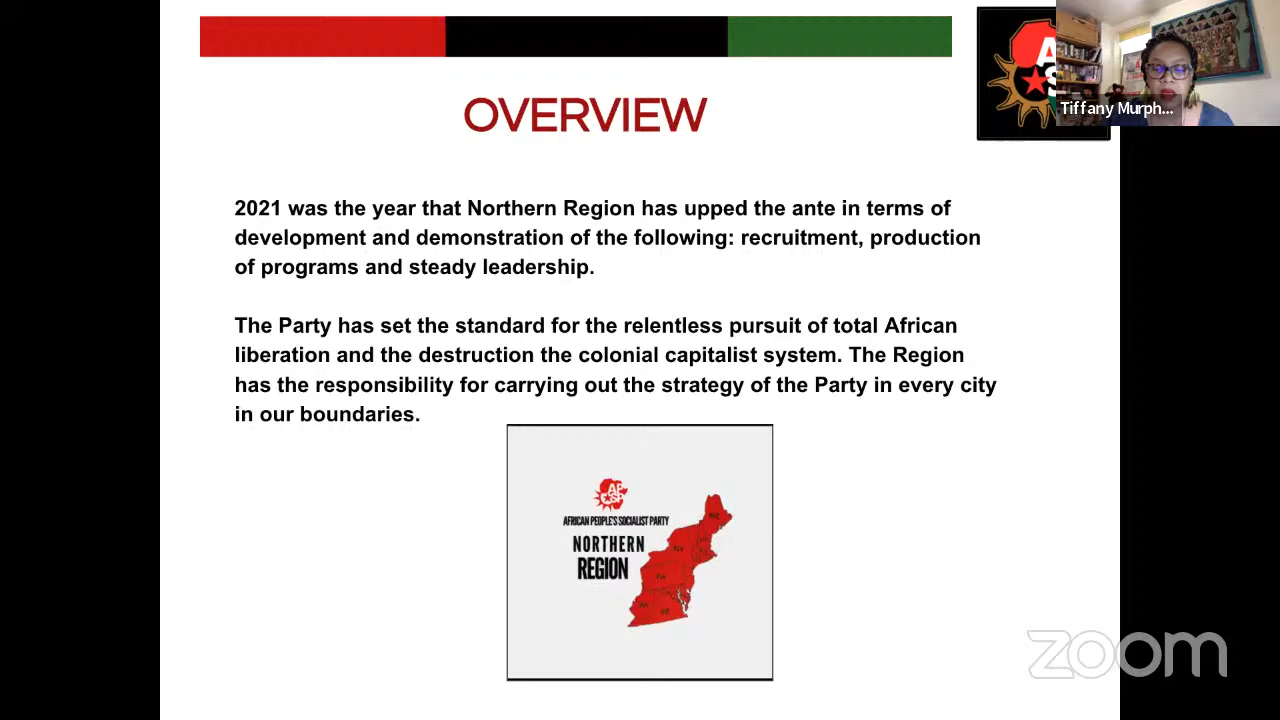 OVERVIEW
Tiffany Murph...
2021 was the year that Northern Region has upped the ante in terms of
development and demonstration of the following: recruitment, production
of programs and steady leadership.
The Party has set the standard for the relentless pursuit of total African
liberation and the destruction the colonial capitalist system. The Region
has the responsibility for carrying out the strategy of the Party in every city
in our boundaries.
AFRICAN PEOPLE'S SOCIALIST PARTY
NORTHERN
REGION
NY
PA
zoom